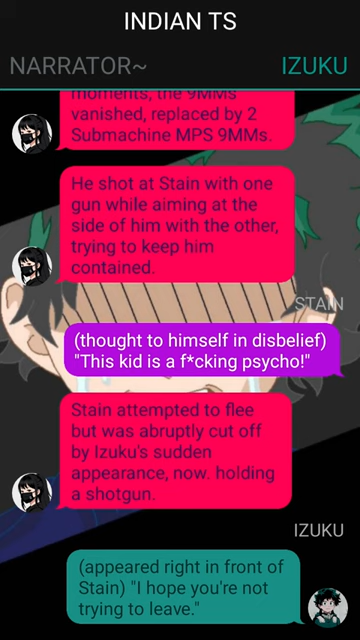 INDIAN TS
NARRATOR~ IZUKU
moments, the 9MMs
vanished, replaced by 2
Submachine MPS 9MMs.
He shot at Stain with one
gun while aiming at the
side of him with the other,
trying to keep him
contained.
STAIN
(thought to himself in disbelief)
"This kid is a f*cking psycho!"
Stain attempted to flee
but was abruptly cut off
by Izuku's sudden
appearance, now. holding
a shotgun.
IZUKU
(appeared right in front of
Stain) "I hope you're not
trying to leave."